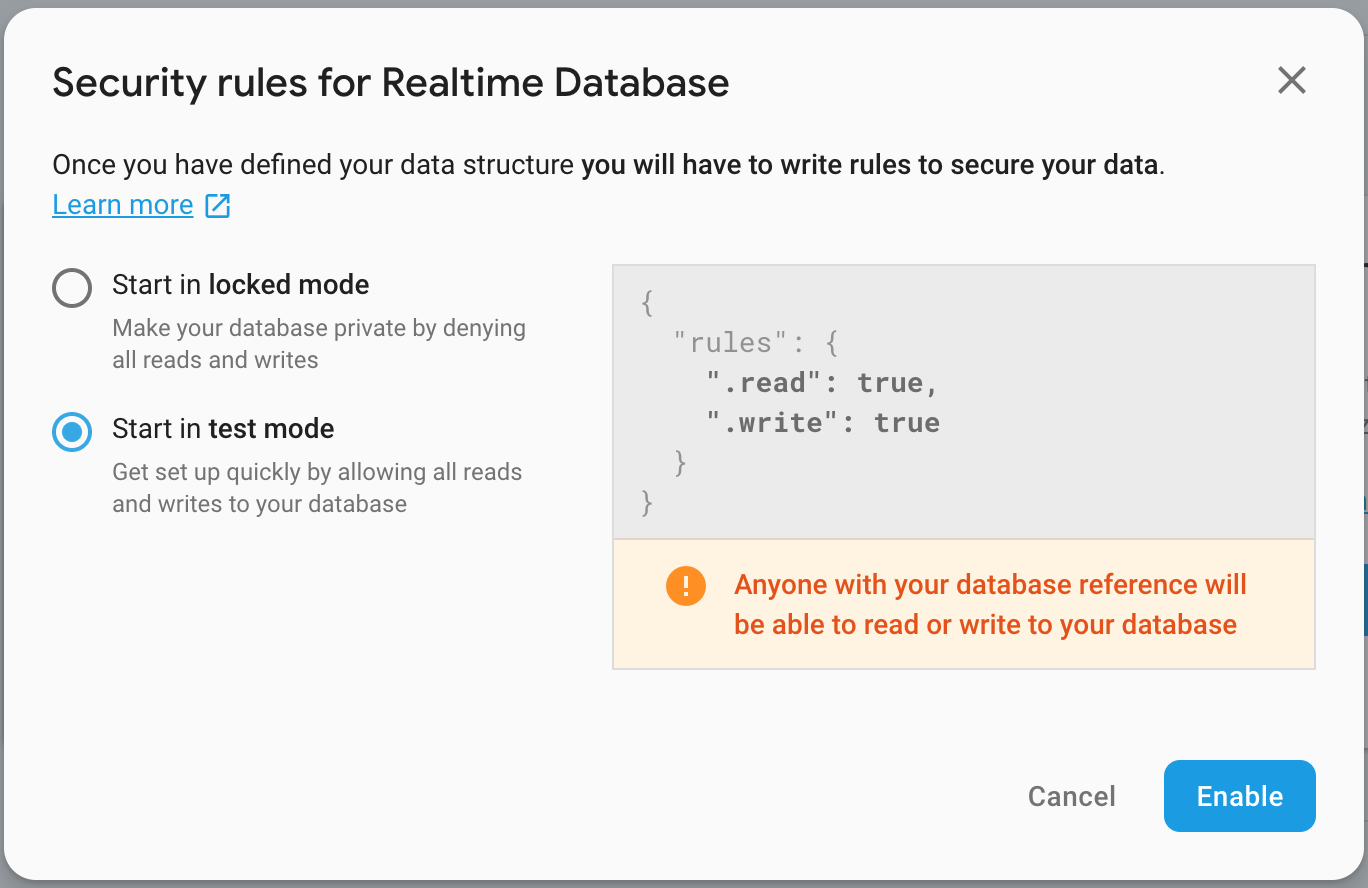 Security rules for Realtime Database
Once you have defined your data structure you will have to write rules to secure your data.
Learn more
Start in locked mode
Make your database private by denying
all reads and writes
Start in test mode
Get set up quickly by allowing all reads
and writes to your database
{
  "rules": {
    ".read": true,
    ".write": true
  }
}
Anyone with your database reference will
be able to read or write to your database
Cancel
Enable